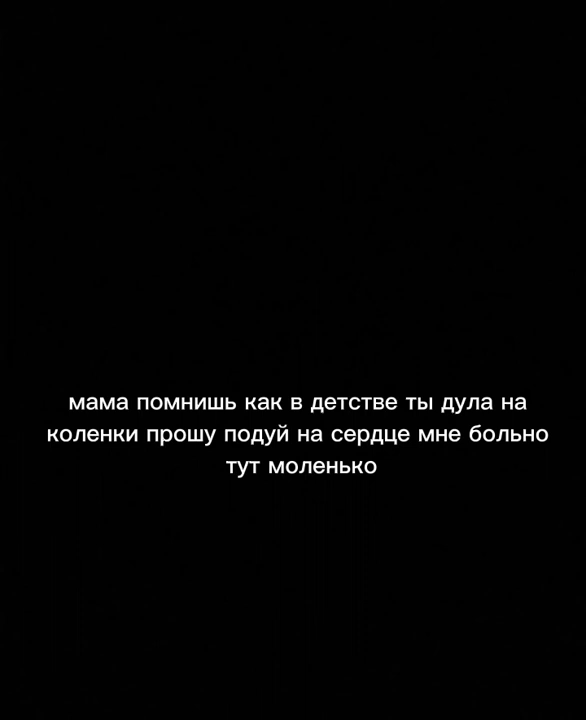 мама помнишь как в детстве ты дула на
коленки прошу подуй на сердце мне больно
тут моленько